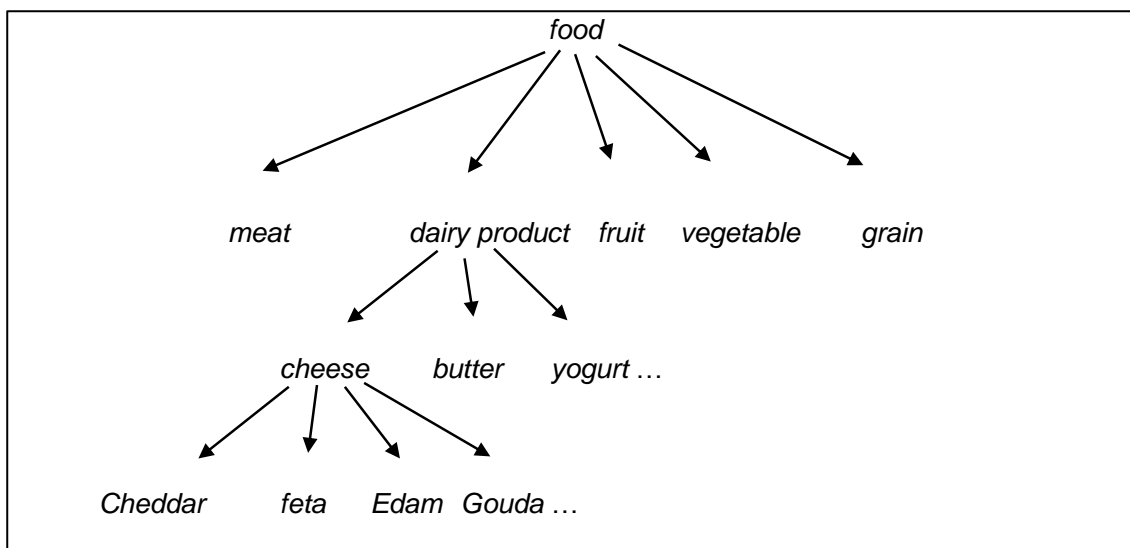 food
meat dairy product fruit vegetable grain
cheese butter yogurt …
Cheddar feta Edam Gouda …